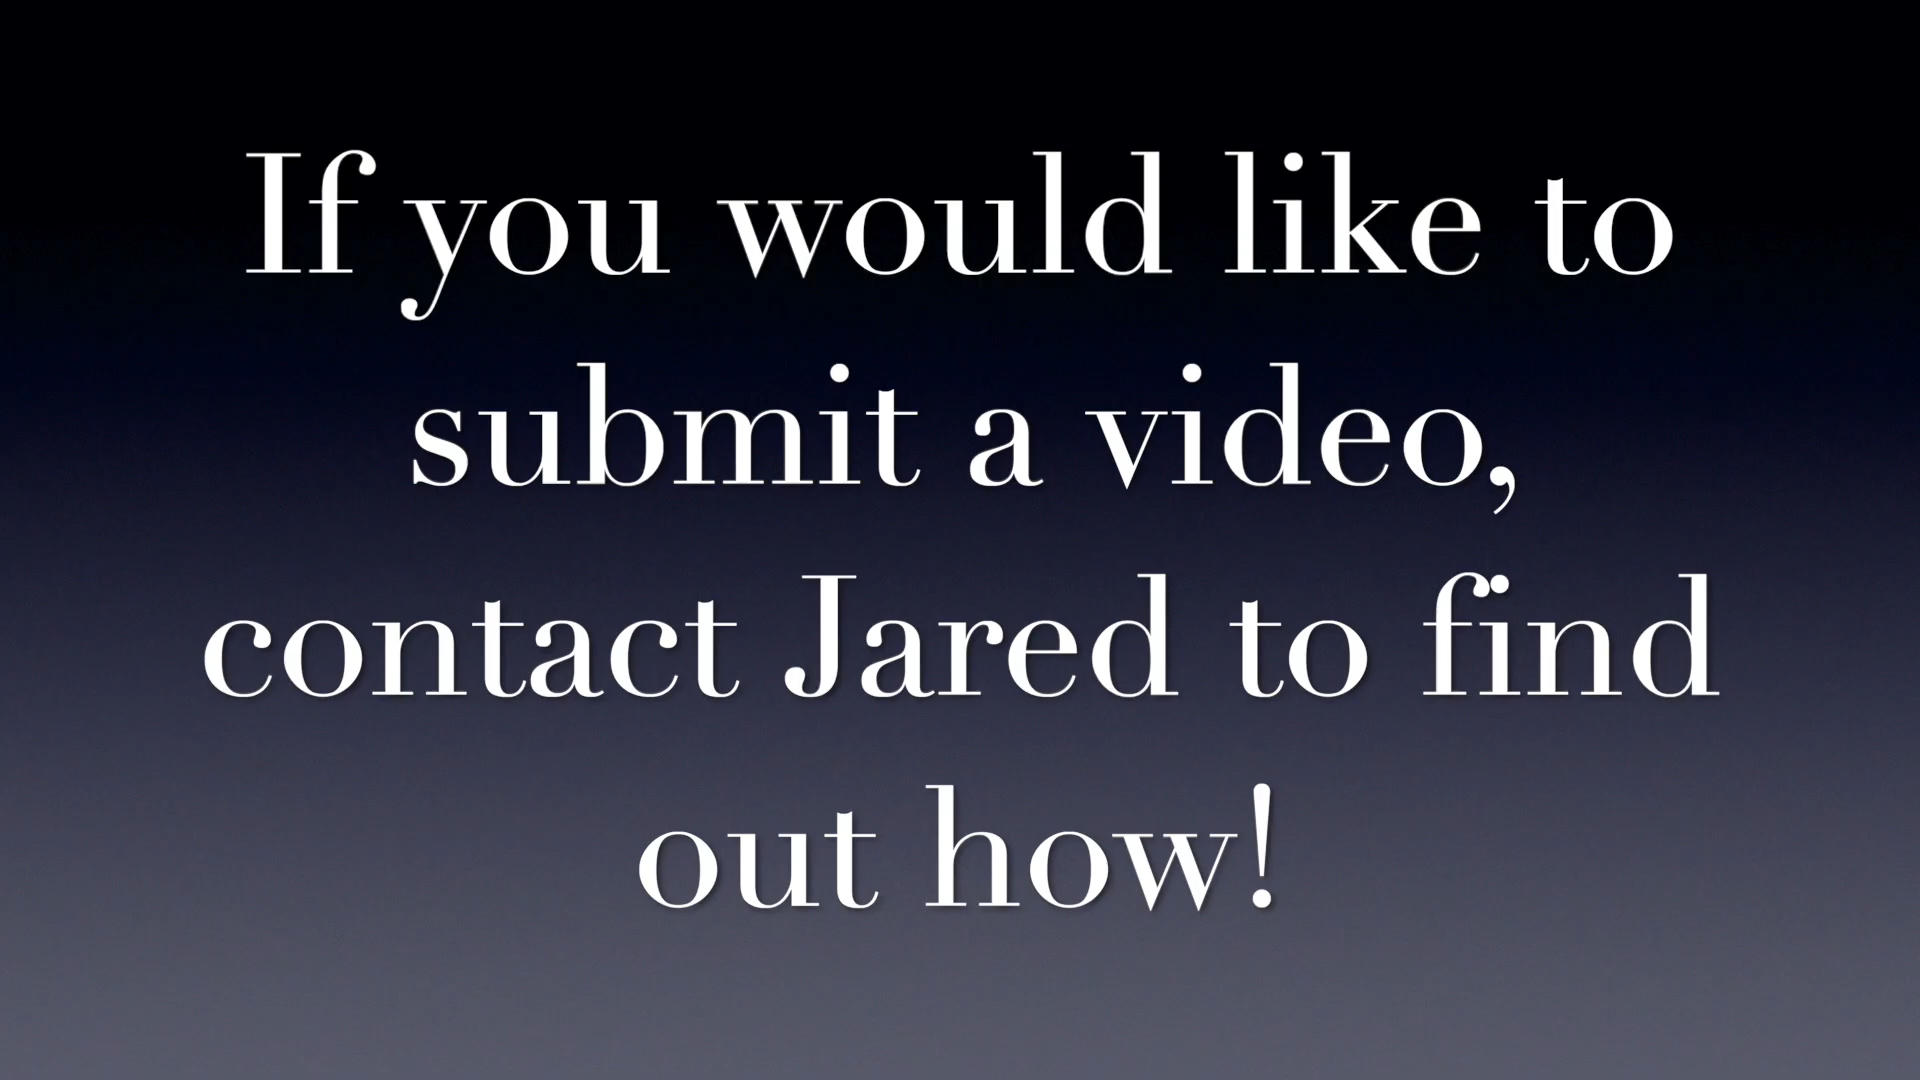 If you would like to
submit a video,
contact Jared to find
out how!